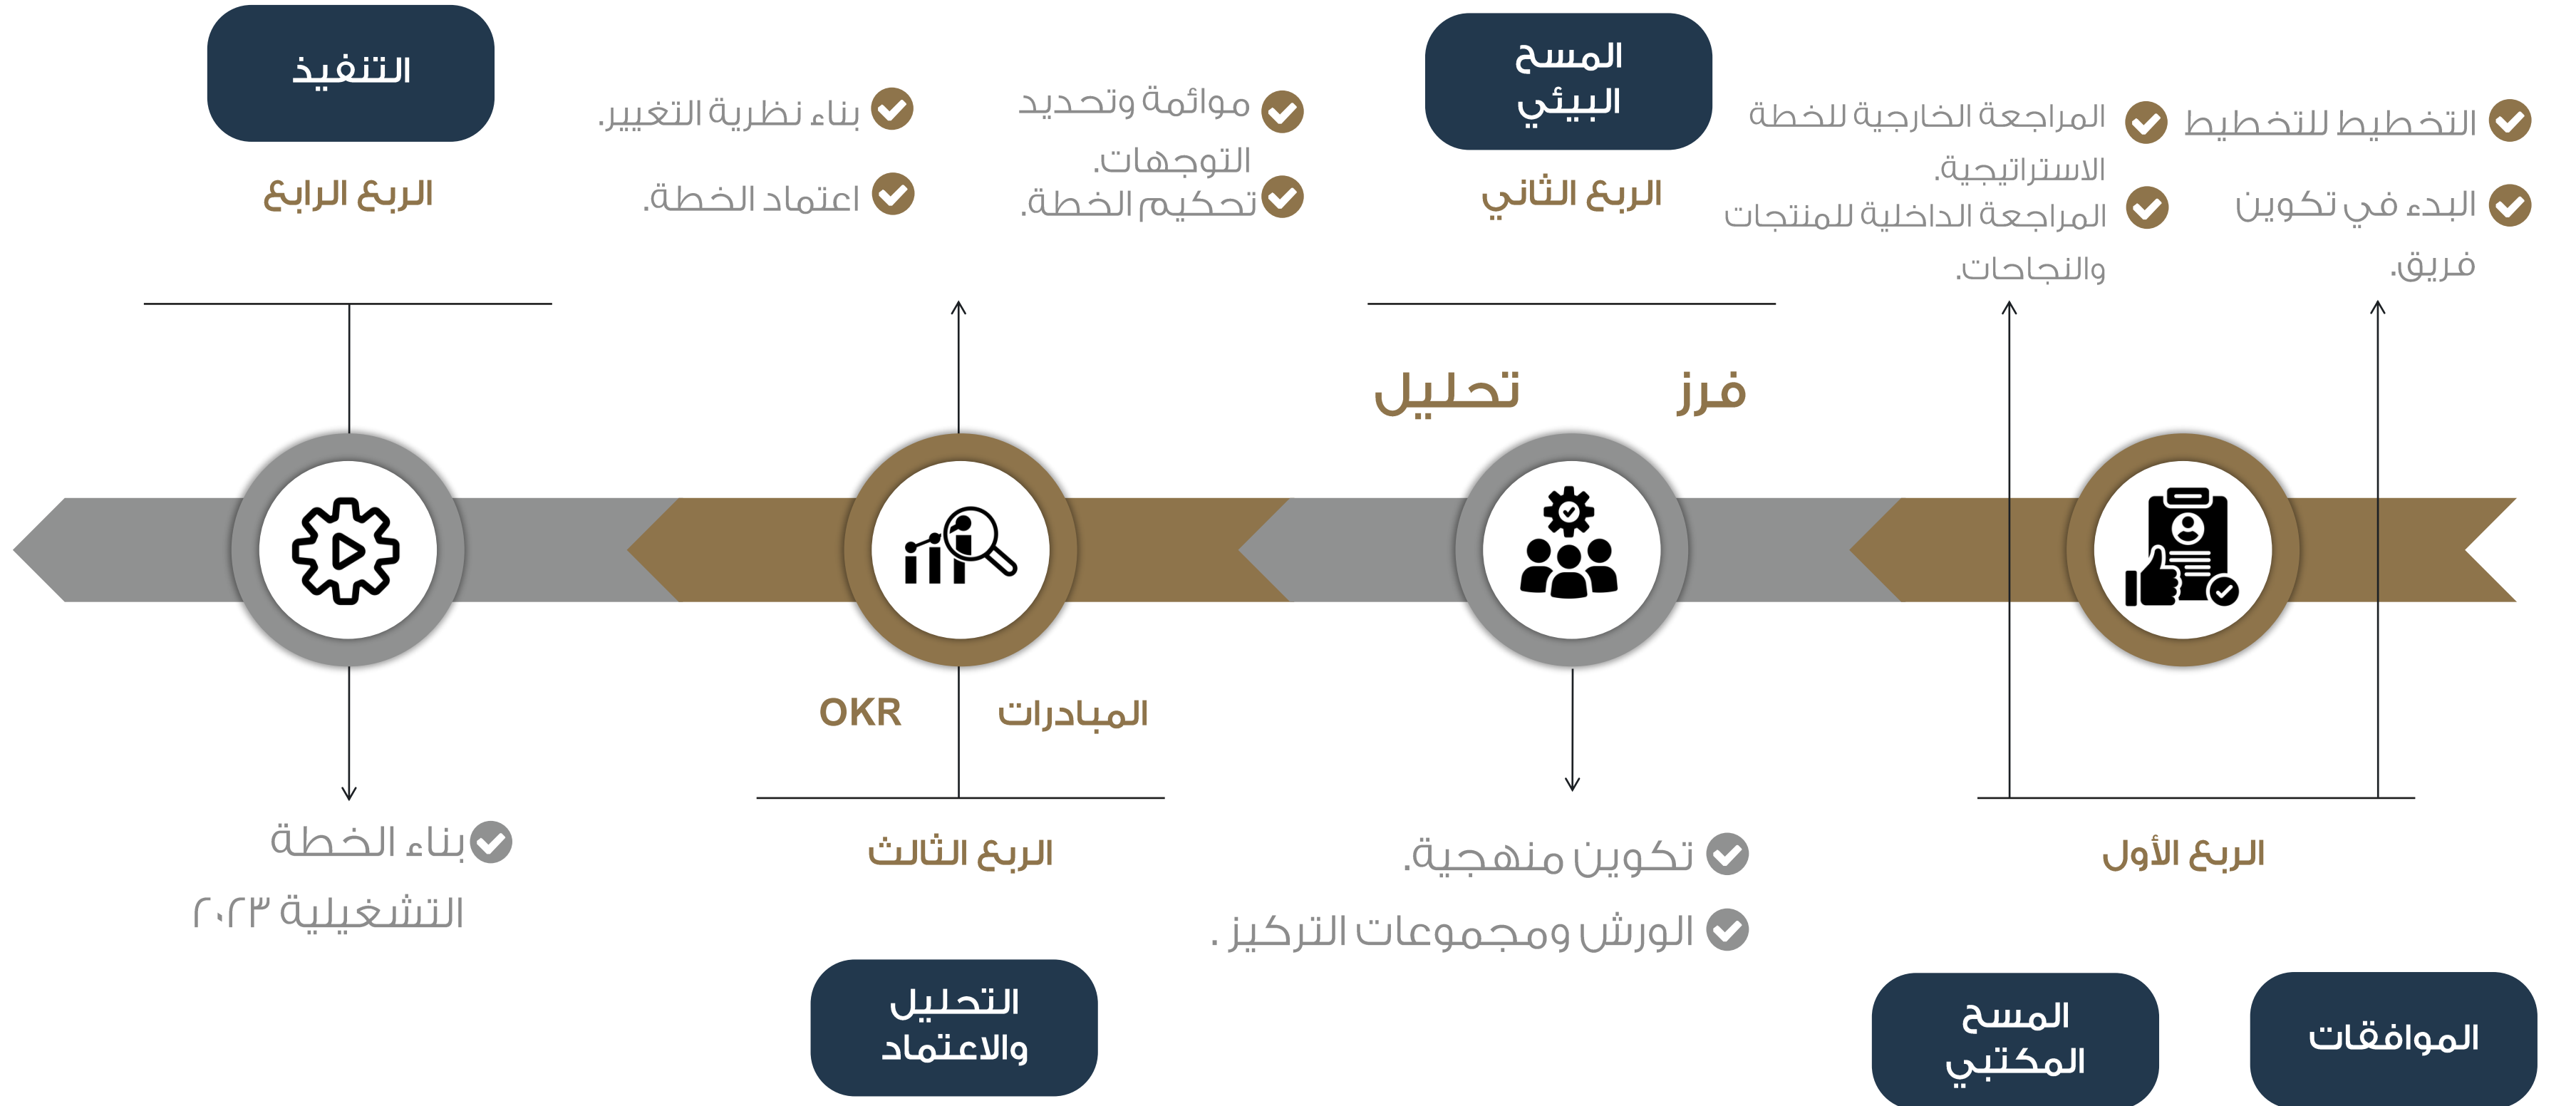 التخطيط للتخطيط
البدء في تكوين
فريق.
المراجعة الخارجية للخطة
الاستراتيجية.
المراجعة الداخلية للمنتجات
والنجاحات.
الربع الأول
الموافقات
المسح
المكتبي
المسح
البيئي
الربع الثاني
فرز
تحليل
تكوين منهجية.
الورش ومجموعات التركيز .
موائمة وتحديد
التوجهات.
تحكيم الخطة.
بناء نظرية التغيير.
اعتماد الخطة.
المبادرات
OKR
الربع الثالث
التحليل
والاعتماد
التنفيذ
الربع الرابع
بناء الخطة
التشغيلية ٢٠٢٣